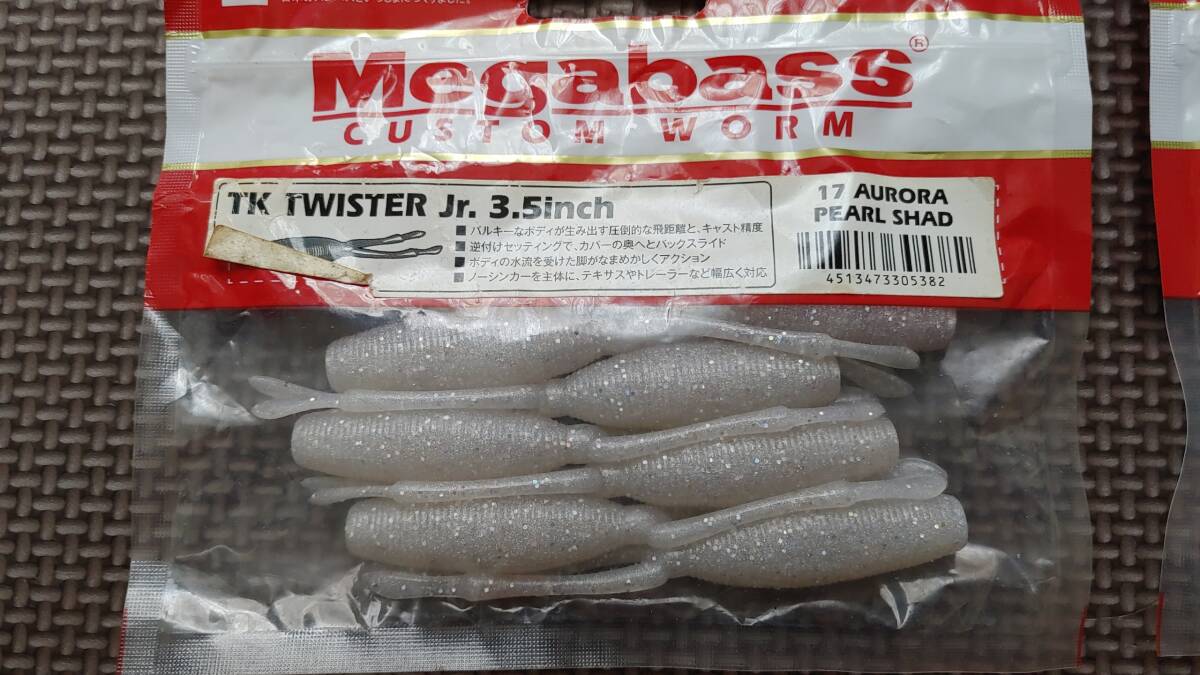 Megabass®
CUSTOM WORM
TK TWISTER Jr. 3.5inch
■バルキーなボディが生み出す圧倒的な飛距離と、キャスト精度
■逆付けセッティングで、カバーの奥へとバックスライド
■ボディの水流を受けた脚がなまめかしくアクション
■ノーシンカーを主体に、テキサスやトレーラーなど幅広く対応
17 AURORA
PEARL SHAD
4513473305382